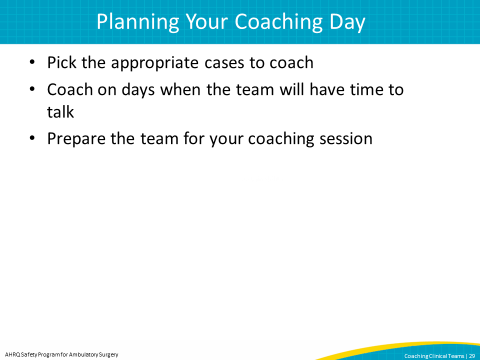 Planning Your Coaching Day
• Pick the appropriate cases to coach
• Coach on days when the team will have time to
talk
• Prepare the team for your coaching session
AHRQ Safety Program for Ambulatory Surgery
Coaching Clinical Teams | 29